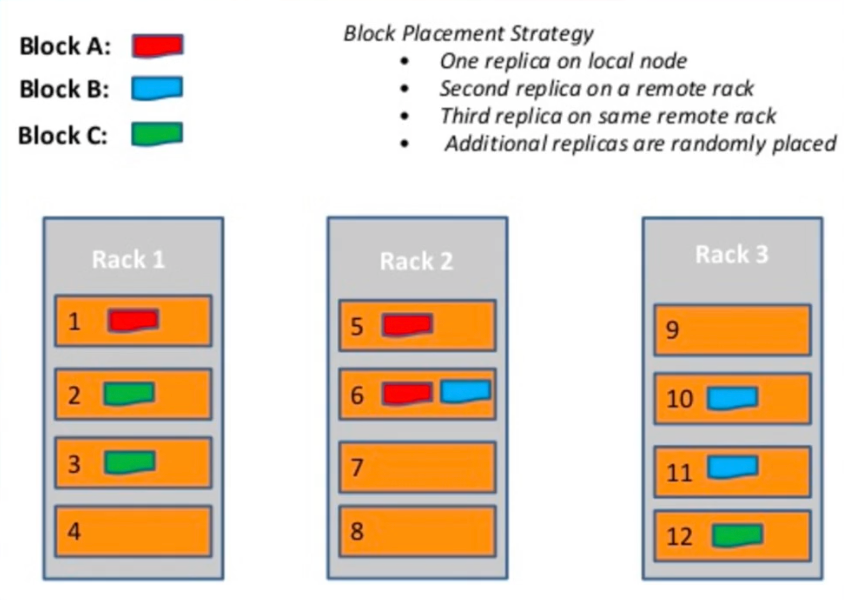 Block A:
Block B:
Block C:
Block Placement Strategy
• One replica on local node
• Second replica on a remote rack
• Third replica on same remote rack
• Additional replicas are randomly placed
Rack 1
1
2
3
4
Rack 2
5
6
7
8
Rack 3
9
10
11
12